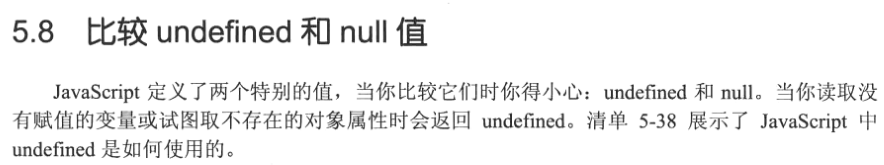 5.8 比较 undefined 和 null 值
JavaScript 定义了两个特别的值，当你比较它们时你得小心：undefined 和 null。当你读取没
有赋值的变量或试图取不存在的对象属性时会返回 undefined。清单 5-38 展示了 JavaScript 中
undefined 是如何使用的。